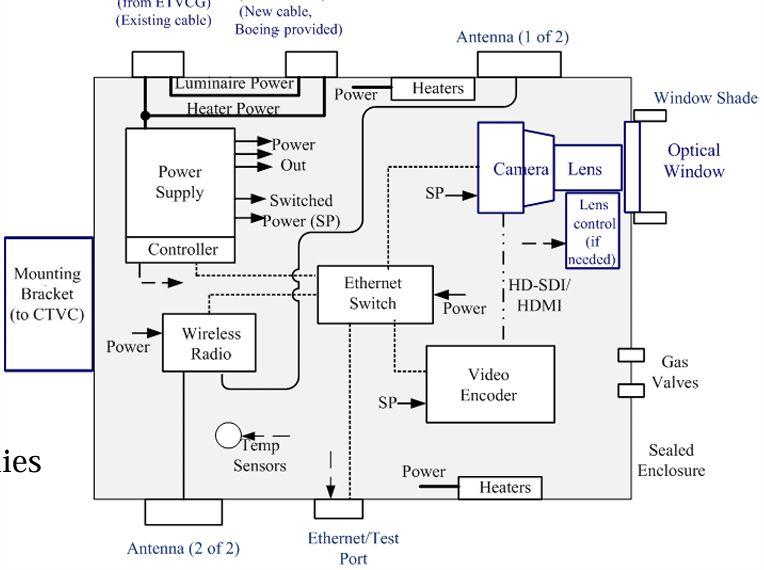 (from ETVCG)
(Existing cable)
(New cable,
Boeing provided)
Antenna (1 of 2)
Luminaire Power
Heater Power
Power
Heaters
Window Shade
Power
Out
Power
Supply
Switched
Power (SP)
Controller
Camera
Lens
SP
Optical
Window
Lens
control
(if
needed)
Mounting
Bracket
(to CTVC)
Ethernet
Switch
HD-SDI/
HDMI
Power
Wireless
Radio
Power
Video
Encoder
SP
Gas
Valves
Temp
Sensors
Sealed
Enclosure
Power
Heaters
Antenna (2 of 2)
Ethernet/Test
Port